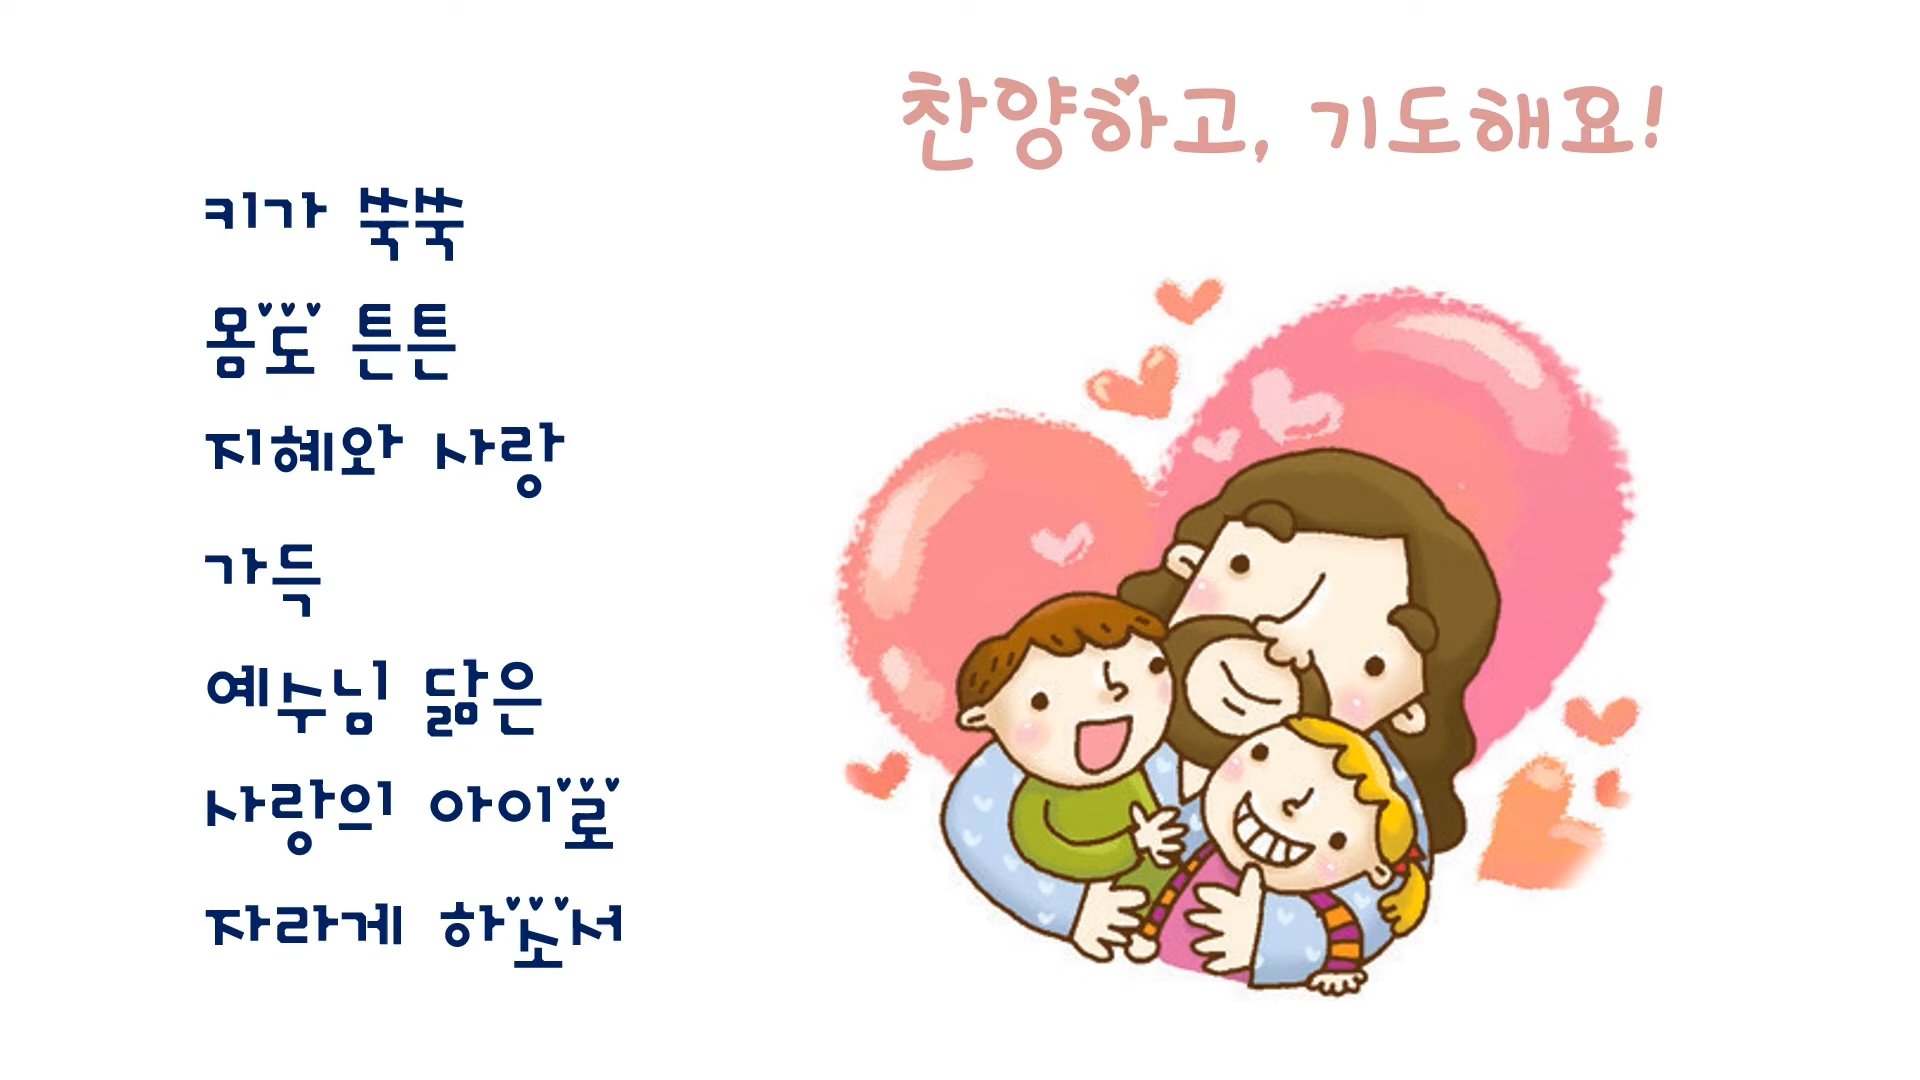 찬양하고, 기도해요!
키가 뚝뚝
몸도 튼튼
지혜와 사랑
가득
예수님 닮은
사랑의 아이로
자라게 하소서